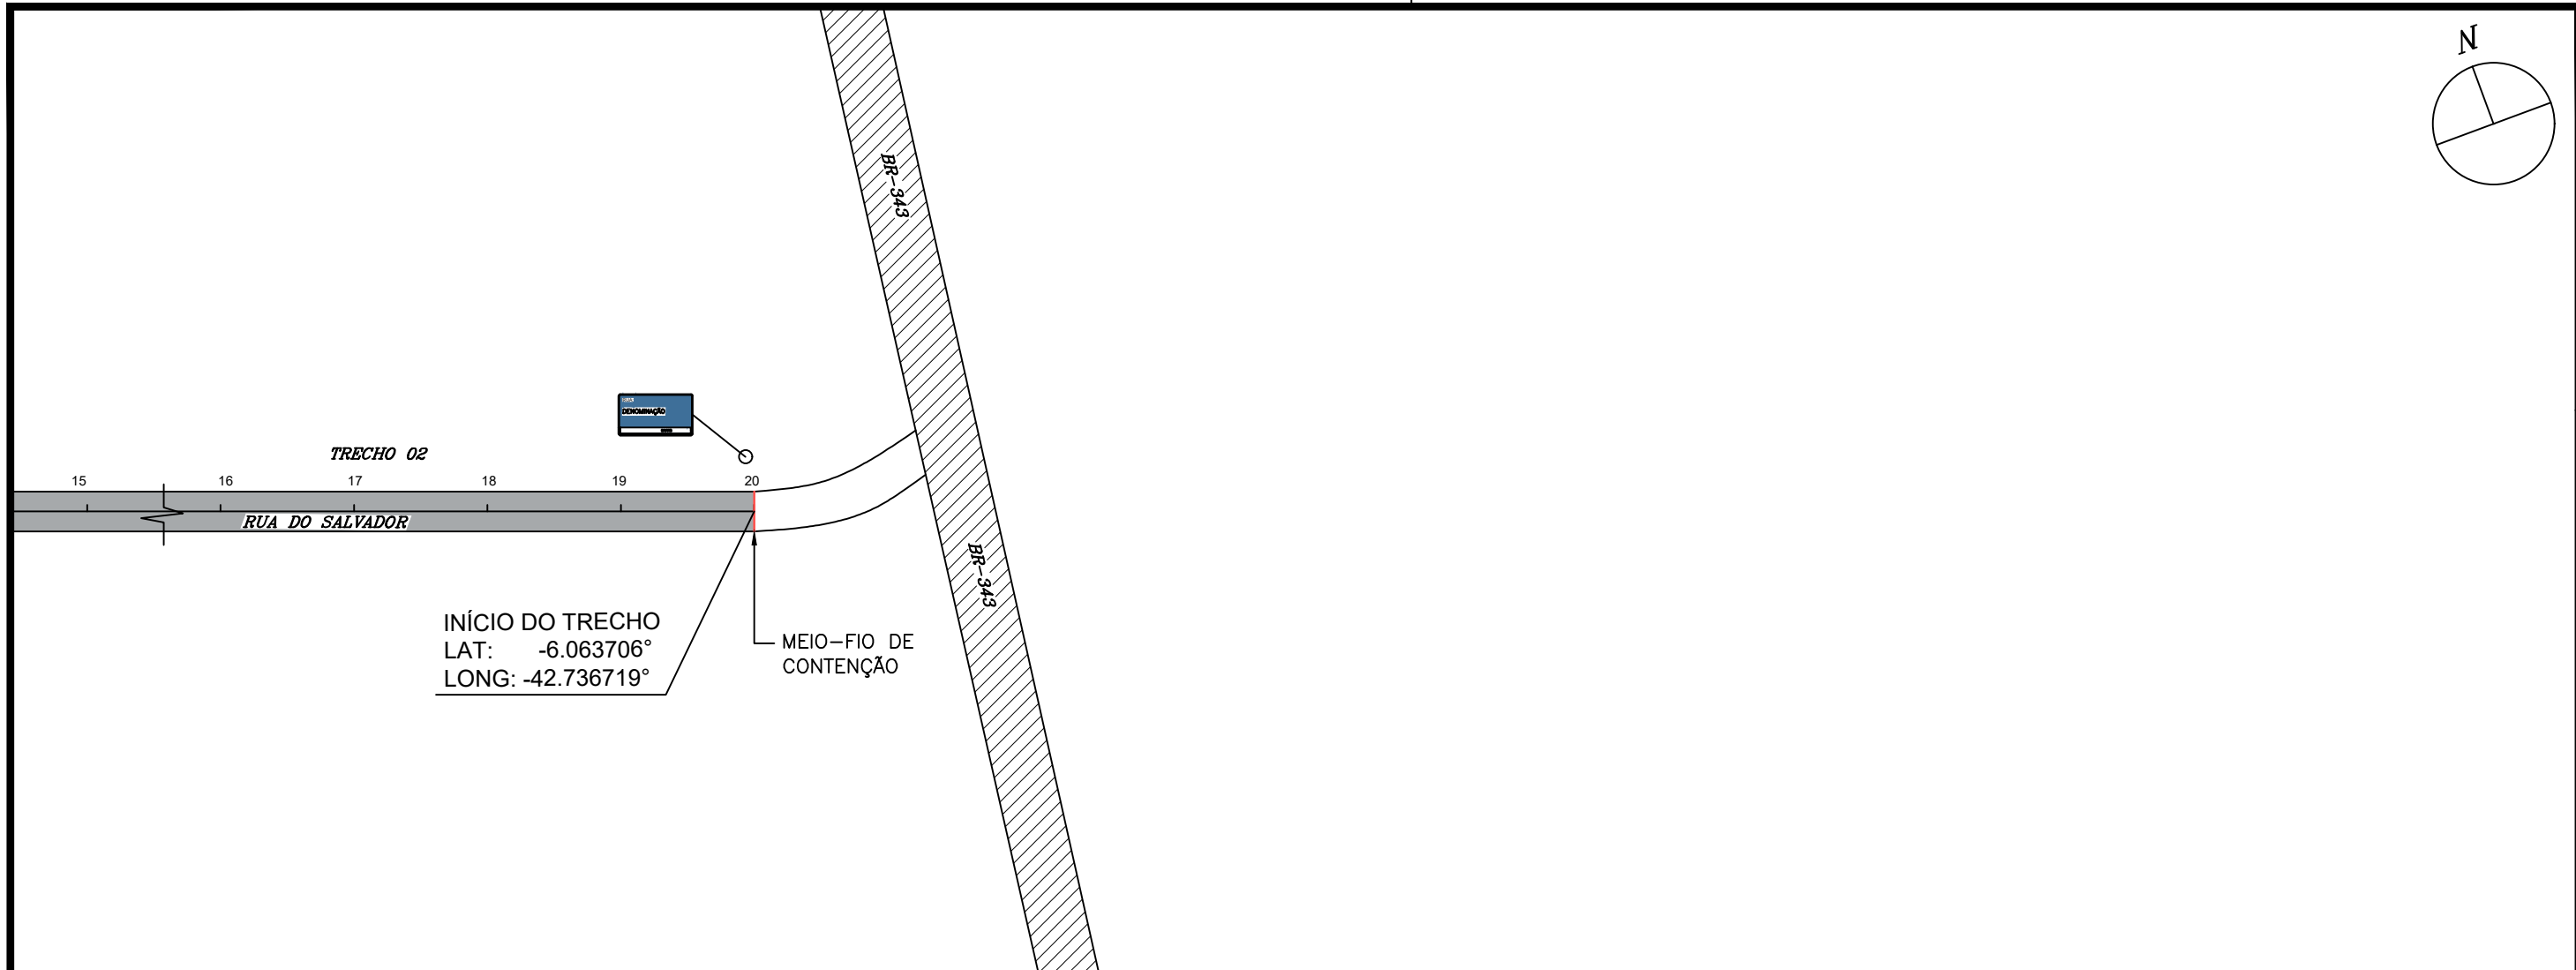 N
BR-343
RUA
DENOMINAÇÃO
TRECHO 02
15 16 17 18 19 20
RUA DO SALVADOR
BR-343
INÍCIO DO TRECHO
LAT: -6.063706°
LONG: -42.736719°
MEIO-FIO DE
CONTENÇÃO